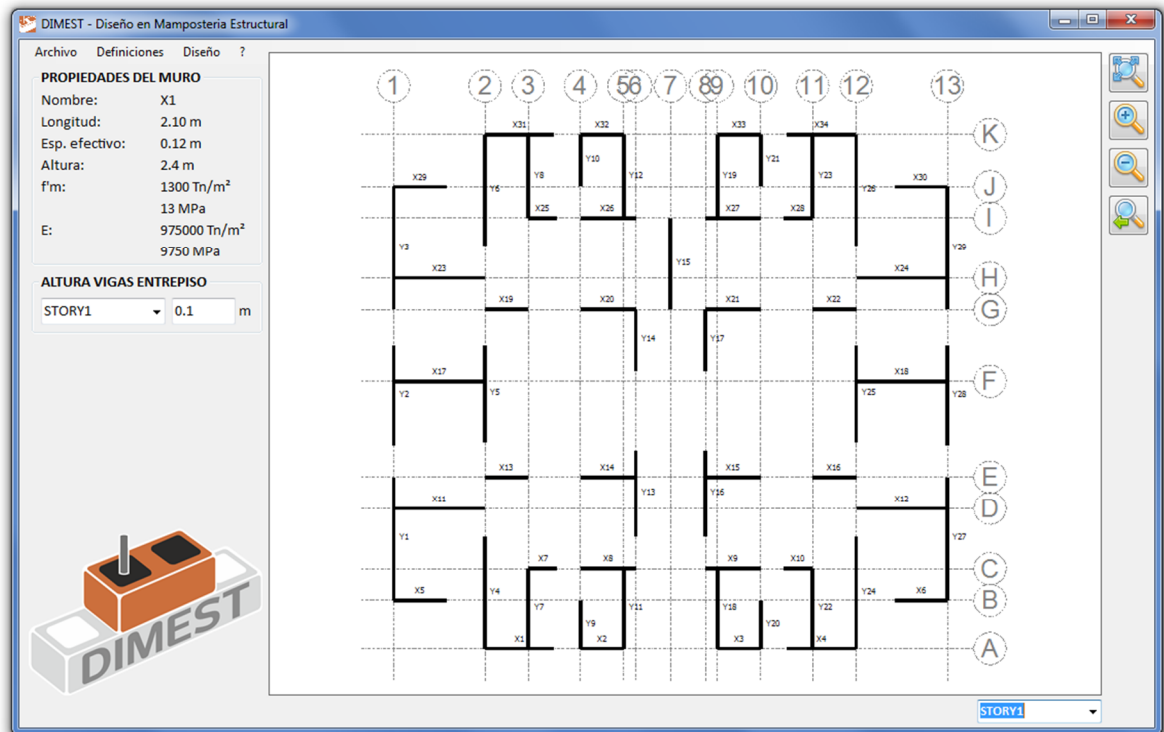 DIMEST - Diseño en Mamposteria Estructural
Archivo Definiciones Diseño ?
PROPIEDADES DEL MURO
Nombre: X1
Longitud: 2.10 m
Esp. efectivo: 0.12 m
Altura: 2.4 m
f'm: 1300 Tn/m²
13 MPa
E: 975000 Tn/m²
9750 MPa
ALTURA VIGAS ENTREPISO
STORY1 0.1 m
DIMEST
1 2 3 4 5 6 7 8 9 10 11 12 13
X31 X32 X33 X34
K
Y10 Y21
X29 Y6 Y8 Y12 Y19 Y23 Y26 X30
J
X25 X26 X27 X28
I
Y3 Y15 Y29
X23 X24
H
X19 X20 X21 X22
G
Y14 Y17
X17 X18
F
Y2 Y5 Y25 Y28
X13 X14 X15 X16
E
Y13 Y16
X11 X12
D
Y1 Y27
X7 X8 X9 X10
C
X5 Y4 Y24 X6
B
Y7 Y11 Y18 Y22
Y9 Y20
X1 X2 X3 X4
A
STORY1